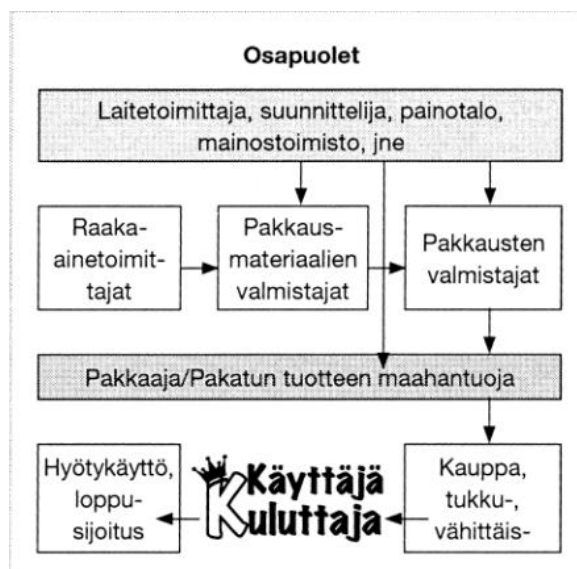 Osapuolet
Laitetoimittaja, suunnittelija, painotalo,
mainostoimisto, jne
Raaka-
ainetoimit-
tajat
Pakkaus-
materiaalien
valmistajat
Pakkausten
valmistajat
Pakkaaja/Pakatun tuotteen maahantuoja
Hyötykäyttö,
loppu-
sijoitus
Käyttäjä
Kuluttaja
Kauppa,
tukku-,
vähittäis-